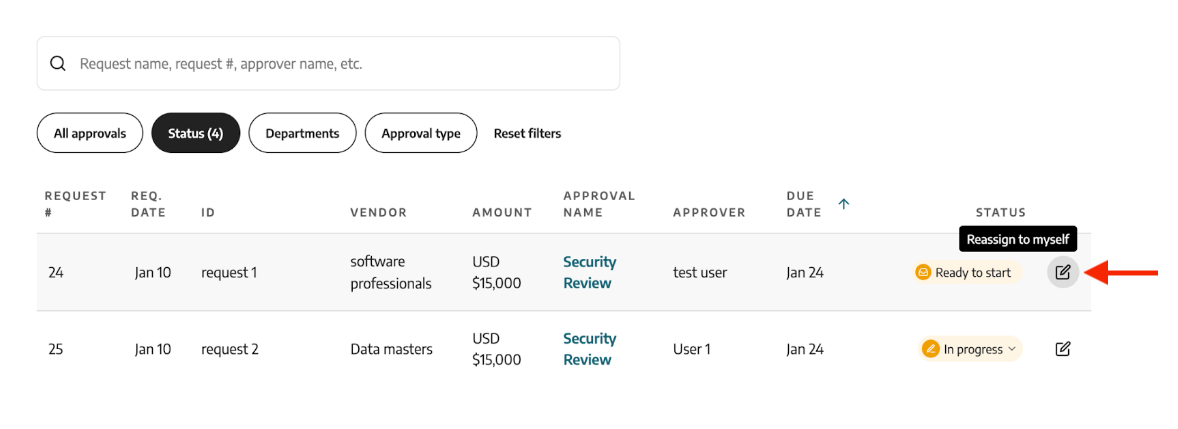 Request name, request #, approver name, etc.
All approvals
Status (4)
Departments
Approval type
Reset filters
REQUEST #
REQ. DATE
ID
VENDOR
AMOUNT
APPROVAL NAME
APPROVER
DUE DATE
STATUS
Reassign to myself
24
Jan 10
request 1
software professionals
USD $15,000
Security Review
test user
Jan 24
Ready to start
25
Jan 10
request 2
Data masters
USD $15,000
Security Review
User 1
Jan 24
In progress